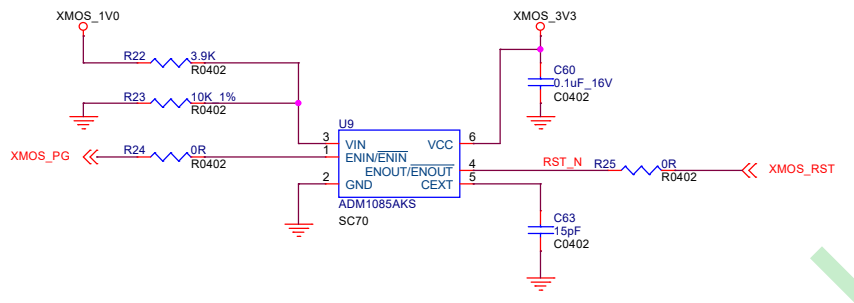 XMOS_1V0
XMOS_3V3
R22
3.9K
R0402
R23
10K_1%
R0402
C60
0.1uF_16V
C0402
U9
3
VIN
VCC
6
XMOS_PG
R24
0R
R0402
1
ENIN/ENIN
ENOUT/ENOUT
4
RST_N
R25
0R
R0402
XMOS_RST
2
GND
CEXT
5
ADM1085AKS
SC70
C63
15pF
C0402